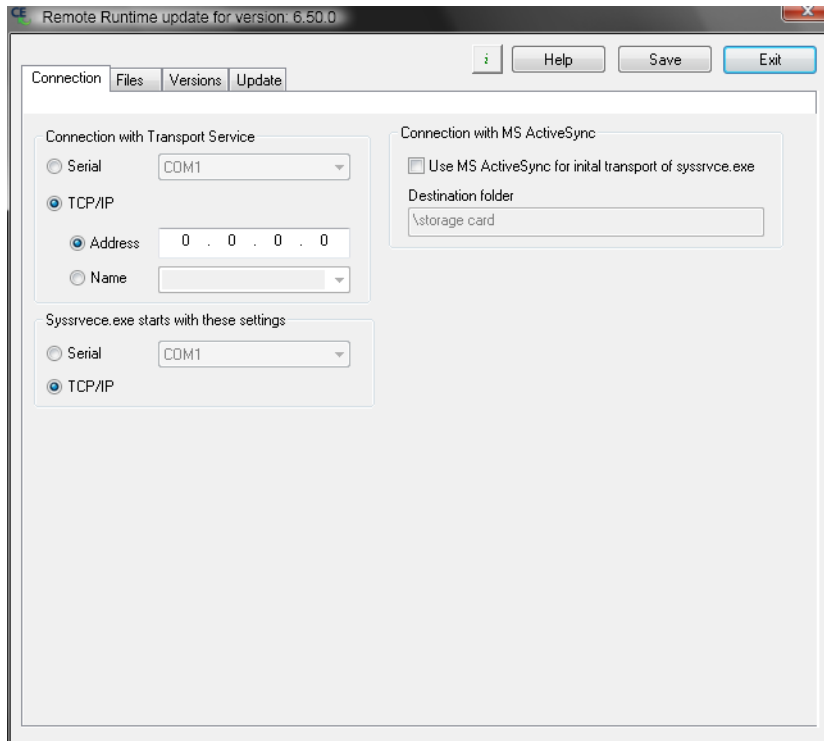 CE Remote Runtime update for version: 6.50.0
i Help Save Exit
Connection Files Versions Update
Connection with Transport Service
Serial COM1
TCP/IP
Address 0 . 0 . 0 . 0
Name
Syssrvece.exe starts with these settings
Serial COM1
TCP/IP
Connection with MS ActiveSync
Use MS ActiveSync for inital transport of syssrvce.exe
Destination folder
\storage card